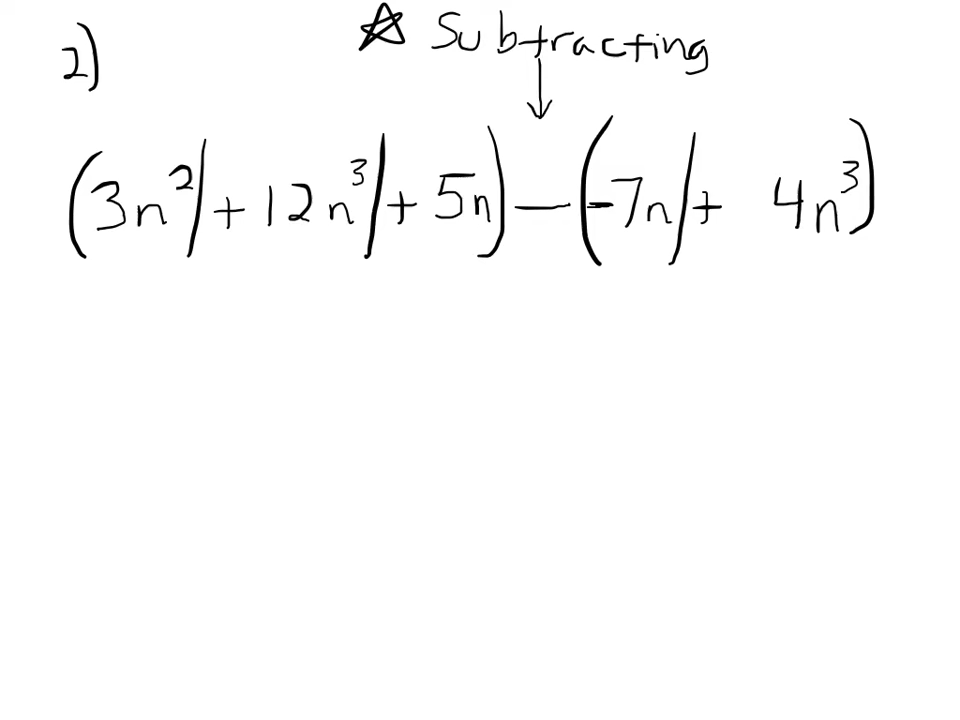 2) ☆ Subtracting
↓
(3n²|+12n³|+5n)—(-7n|+ 4n³)